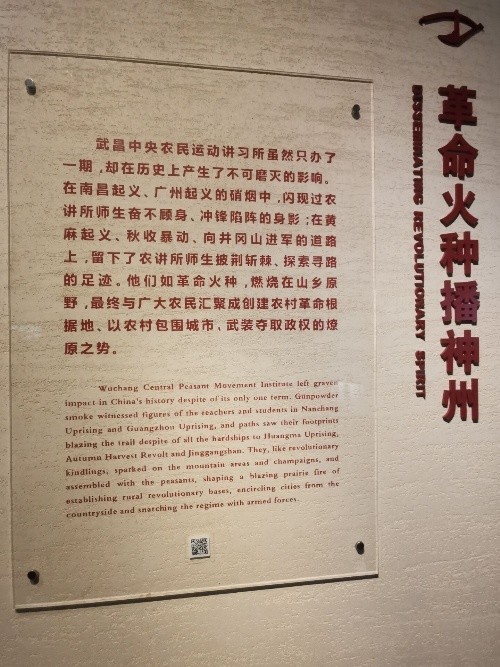 革命火种播神州
DISSEMINATING REVOLUTIONARY SPIRIT
武昌中央农民运动讲习所虽然只办了
一期，却在历史上产生了不可磨灭的影响。
在南昌起义、广州起义的硝烟中，闪现过农
讲所师生奋不顾身、冲锋陷阵的身影；在黄
麻起义、秋收暴动、向井冈山进军的道路
上，留下了农讲所师生披荆斩棘、探索寻路
的足迹。他们如革命火种，燃烧在山乡原
野，最终与广大农民汇聚成创建农村革命根
据地、以农村包围城市、武装夺取政权的燎
原之势。
Wuchang Central Peasant Movement Institute left graven
impact in China's history despite of its only one term. Gunpowder
smoke witnessed figures of the teachers and students in Nanchang
Uprising and Guangzhou Uprising, and paths saw their footprints
blazing the trail despite of all the hardships to Huangma Uprising,
Autumn Harvest Revolt and Jinggangshan. They, like revolutionary
kindlings, sparked on the mountain areas and champaigns, and
assembled with the peasants, shaping a blazing prairie fire of
establishing rural revolutionary bases, encircling cities from the
countryside and snatching the regime with armed forces.